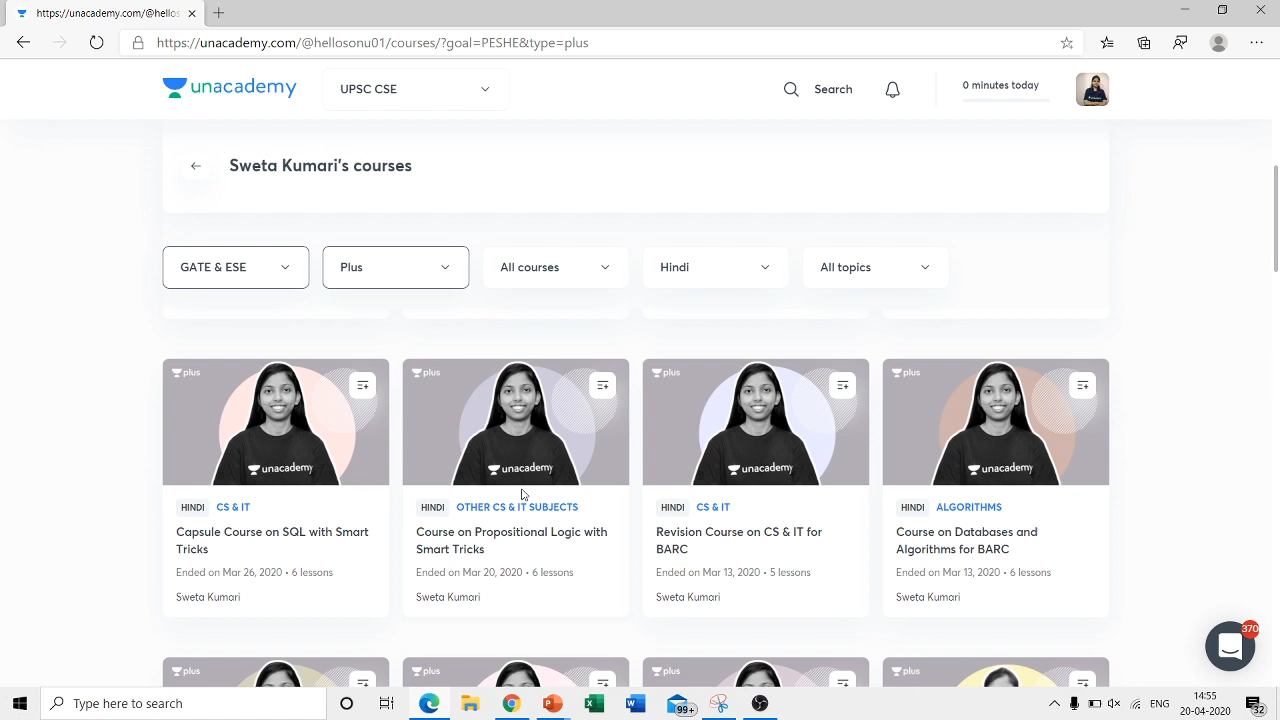 https://unacademy.com/@hellos
https://unacademy.com/@hellosonu01/courses/?goal=PESHE&type=plus
unacademy
UPSC CSE
Search
0 minutes today
Sweta Kumari's courses
GATE & ESE
Plus
All courses
Hindi
All topics
plus
plus
plus
plus
unacademy
unacademy
unacademy
unacademy
HINDI CS & IT
Capsule Course on SQL with Smart
Tricks
Ended on Mar 26, 2020 • 6 lessons
Sweta Kumari
HINDI OTHER CS & IT SUBJECTS
Course on Propositional Logic with
Smart Tricks
Ended on Mar 20, 2020 • 6 lessons
Sweta Kumari
HINDI CS & IT
Revision Course on CS & IT for
BARC
Ended on Mar 13, 2020 • 5 lessons
Sweta Kumari
HINDI ALGORITHMS
Course on Databases and
Algorithms for BARC
Ended on Mar 13, 2020 • 6 lessons
Sweta Kumari
370
plus
plus
plus
plus
Type here to search
99+
ENG
14:55
20-04-2020
32